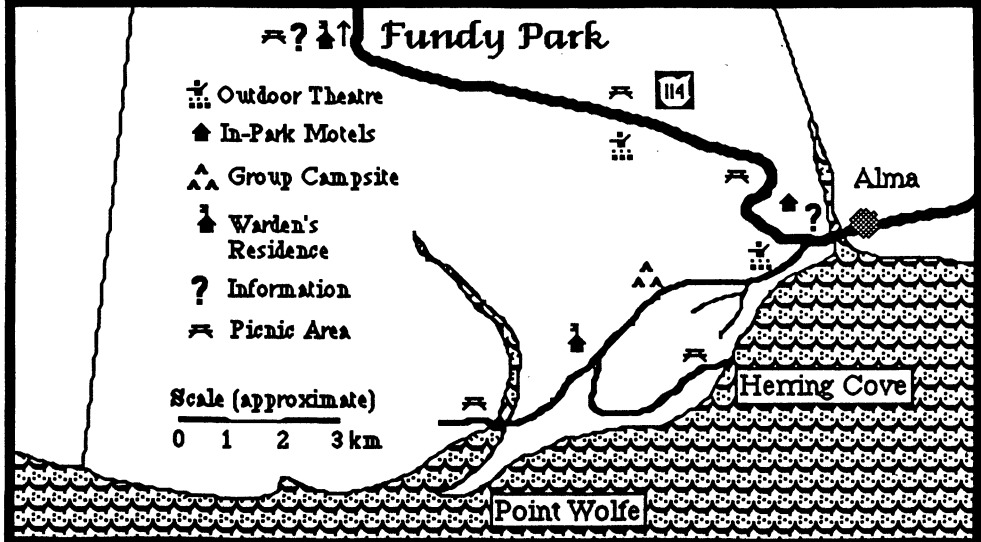 ? ↑ Fundy Park
114
Outdoor Theatre
In-Park Motels
Group Campsite
Warden's
Residence
? Information
Picnic Area
Scale (approximate)
0 1 2 3 km
Alma
?
Herring Cove
Point Wolfe